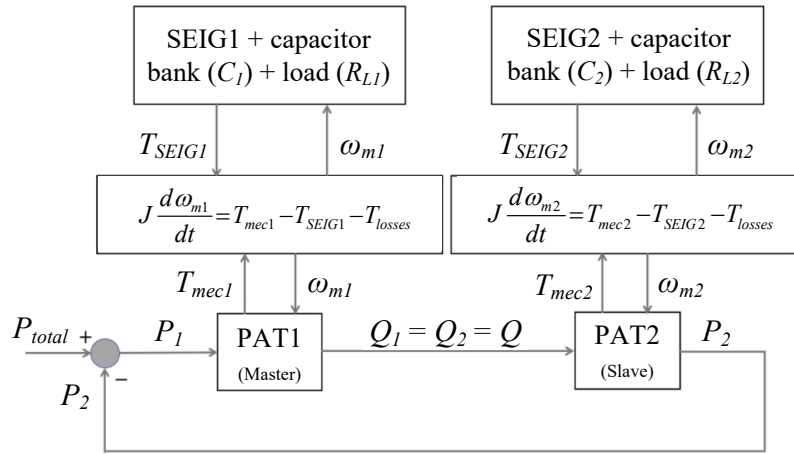 SEIG1 + capacitor
bank (C1) + load (RL1)
SEIG2 + capacitor
bank (C2) + load (RL2)
TSEIG1
ωm1
TSEIG2
ωm2
J dωm1/dt = Tmec1 − TSEIG1 − Tlosses
J dωm2/dt = Tmec2 − TSEIG2 − Tlosses
Tmec1
ωm1
Tmec2
ωm2
Ptotal
+
−
P1
PAT1
(Master)
Q1 = Q2 = Q
PAT2
(Slave)
P2
P2